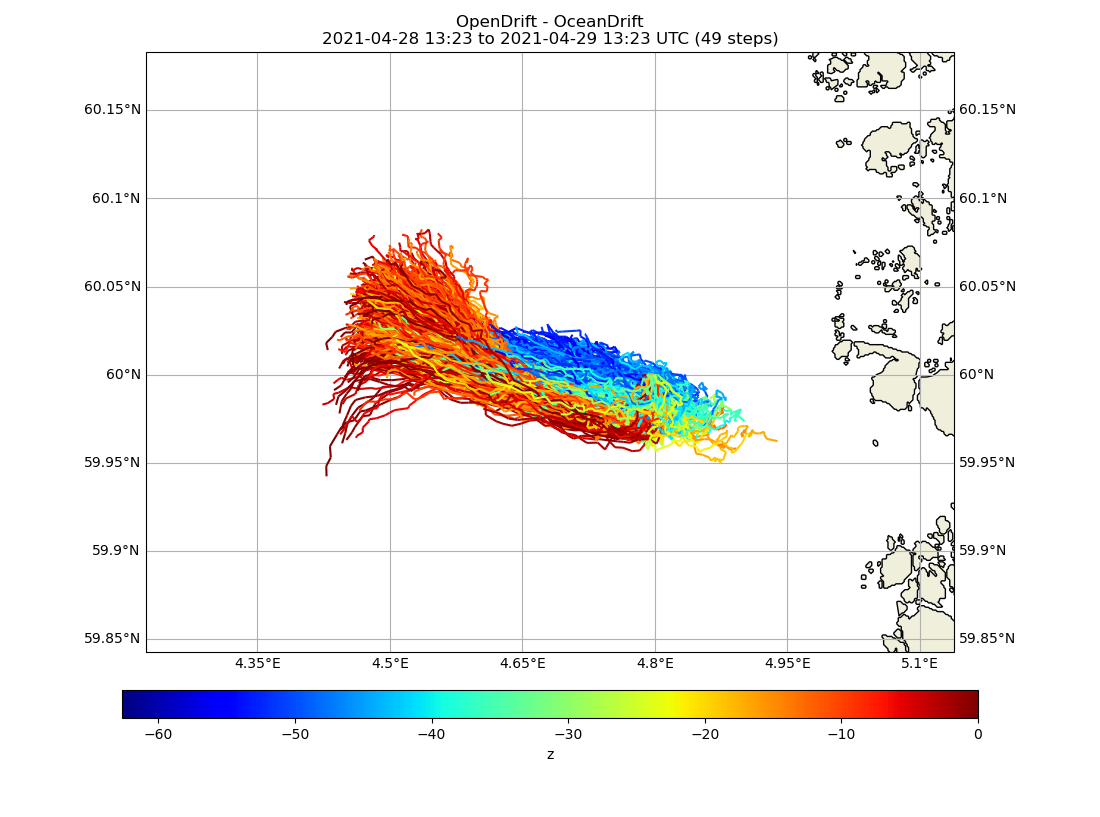 OpenDrift - OceanDrift
2021-04-28 13:23 to 2021-04-29 13:23 UTC (49 steps)
60.15°N 60.15°N
60.1°N 60.1°N
60.05°N 60.05°N
60°N 60°N
59.95°N 59.95°N
59.9°N 59.9°N
59.85°N 59.85°N
4.35°E 4.5°E 4.65°E 4.8°E 4.95°E 5.1°E
−60 −50 −40 −30 −20 −10 0
z